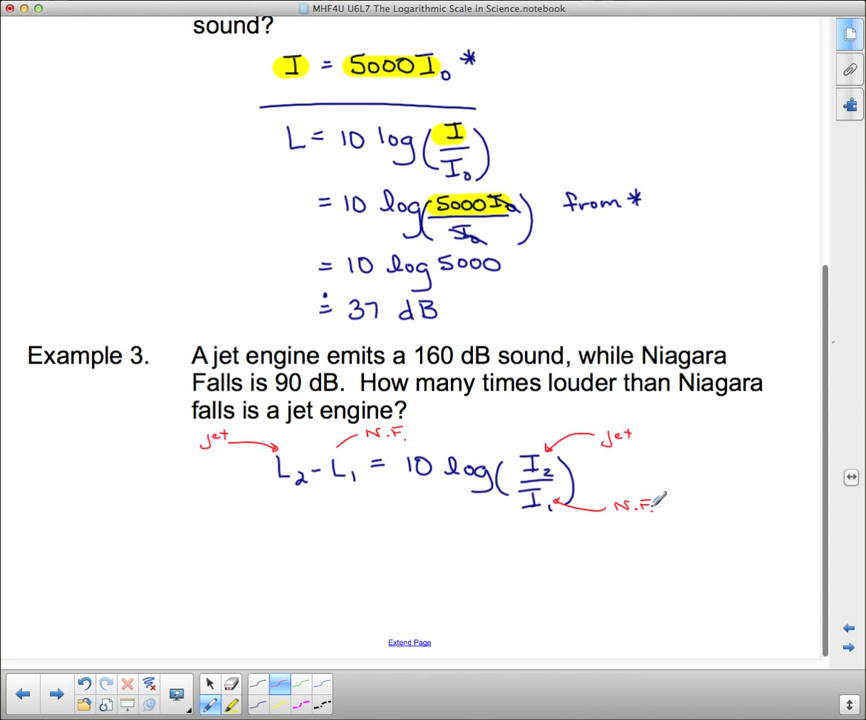 MHF4U U6L7 The Logarithmic Scale in Science.notebook
sound?
I = 5000I₀ *
L = 10 log(I/I₀)
= 10 log(5000I₀/I₀) from *
= 10 log 5000
≐ 37 dB
Example 3. A jet engine emits a 160 dB sound, while Niagara
Falls is 90 dB. How many times louder than Niagara
falls is a jet engine?
jet N.F. jet
L₂ - L₁ = 10 log(I₂/I₁)
N.F.
Extend Page